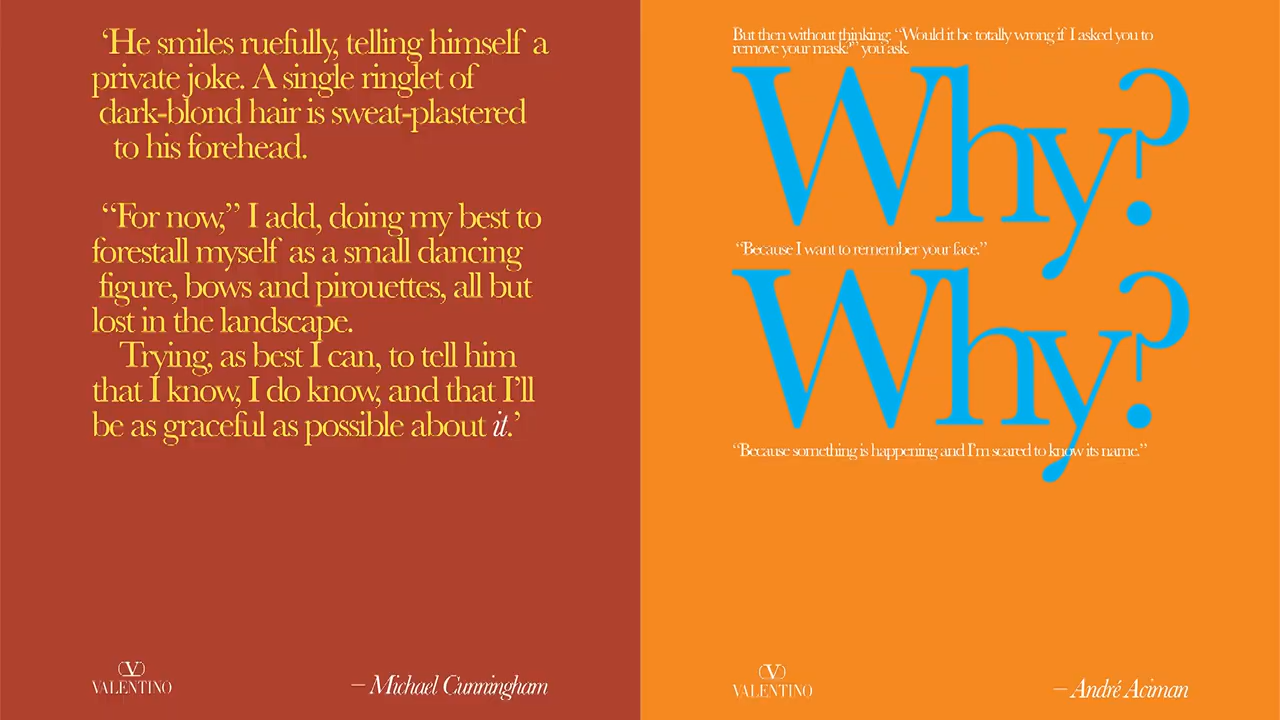 ‘He smiles ruefully, telling himself a
private joke. A single ringlet of
dark-blond hair is sweat-plastered
to his forehead.
“For now,” I add, doing my best to
forestall myself as a small dancing
figure, bows and pirouettes, all but
lost in the landscape.
Trying, as best I can, to tell him
that I know, I do know, and that I’ll
be as graceful as possible about it.’
V
VALENTINO
— Michael Cunningham
But then without thinking: “Would it be totally wrong if I asked you to
remove your mask?” you ask.
Why?
“Because I want to remember your face.”
Why?
“Because something is happening and I’m scared to know its name.”
V
VALENTINO
— André Aciman